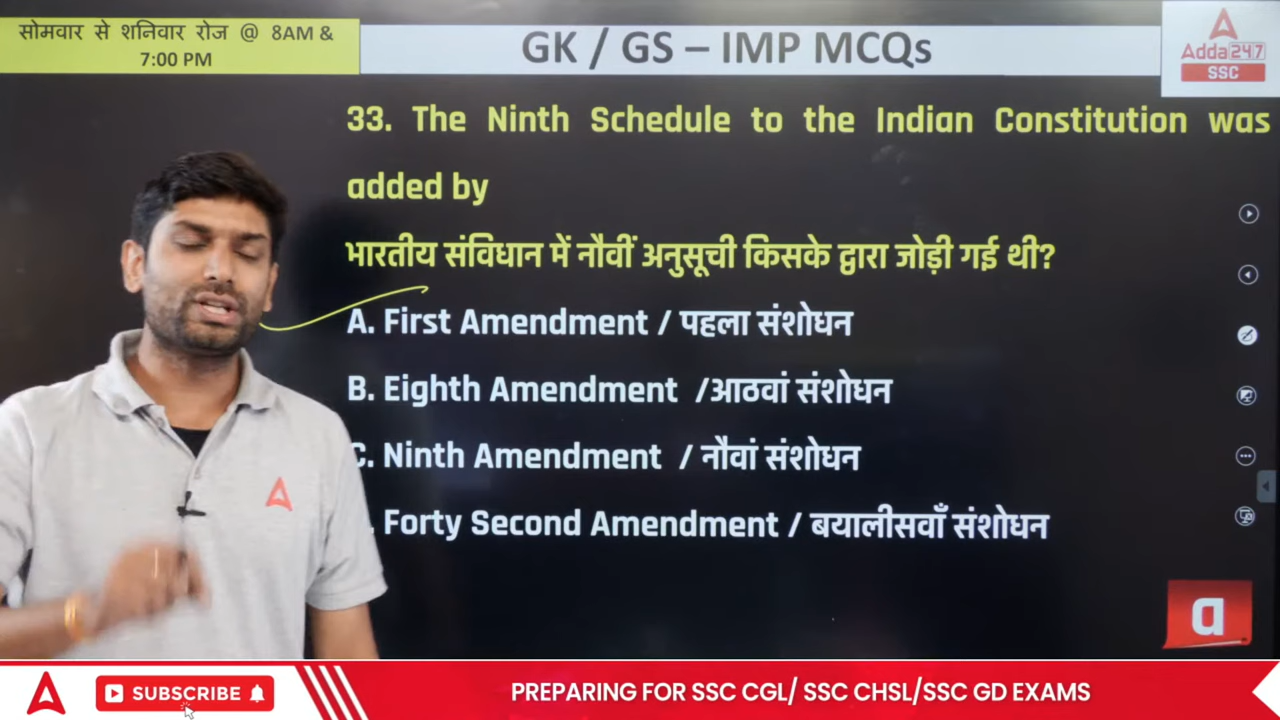 सोमवार से शनिवार रोज @ 8AM &
7:00 PM
GK / GS – IMP MCQs
Adda 247
SSC
33. The Ninth Schedule to the Indian Constitution was
added by
भारतीय संविधान में नौवीं अनुसूची किसके द्वारा जोड़ी गई थी?
A. First Amendment / पहला संशोधन
B. Eighth Amendment /आठवां संशोधन
C. Ninth Amendment / नौवां संशोधन
Forty Second Amendment / बयालीसवाँ संशोधन
a
SUBSCRIBE
PREPARING FOR SSC CGL/ SSC CHSL/SSC GD EXAMS